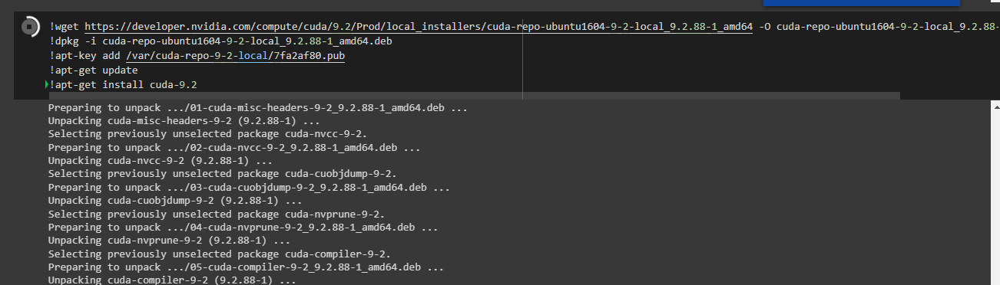 !wget https://developer.nvidia.com/compute/cuda/9.2/Prod/local_installers/cuda-repo-ubuntu1604-9-2-local_9.2.88-1_amd64 -O cuda-repo-ubuntu1604-9-2-local_9.2.88-
!dpkg -i cuda-repo-ubuntu1604-9-2-local_9.2.88-1_amd64.deb
!apt-key add /var/cuda-repo-9-2-local/7fa2af80.pub
!apt-get update
!apt-get install cuda-9.2
Preparing to unpack .../01-cuda-misc-headers-9-2_9.2.88-1_amd64.deb ...
Unpacking cuda-misc-headers-9-2 (9.2.88-1) ...
Selecting previously unselected package cuda-nvcc-9-2.
Preparing to unpack .../02-cuda-nvcc-9-2_9.2.88-1_amd64.deb ...
Unpacking cuda-nvcc-9-2 (9.2.88-1) ...
Selecting previously unselected package cuda-cuobjdump-9-2.
Preparing to unpack .../03-cuda-cuobjdump-9-2_9.2.88-1_amd64.deb ...
Unpacking cuda-cuobjdump-9-2 (9.2.88-1) ...
Selecting previously unselected package cuda-nvprune-9-2.
Preparing to unpack .../04-cuda-nvprune-9-2_9.2.88-1_amd64.deb ...
Unpacking cuda-nvprune-9-2 (9.2.88-1) ...
Selecting previously unselected package cuda-compiler-9-2.
Preparing to unpack .../05-cuda-compiler-9-2_9.2.88-1_amd64.deb ...
Unpacking cuda-compiler-9-2 (9.2.88-1) ...